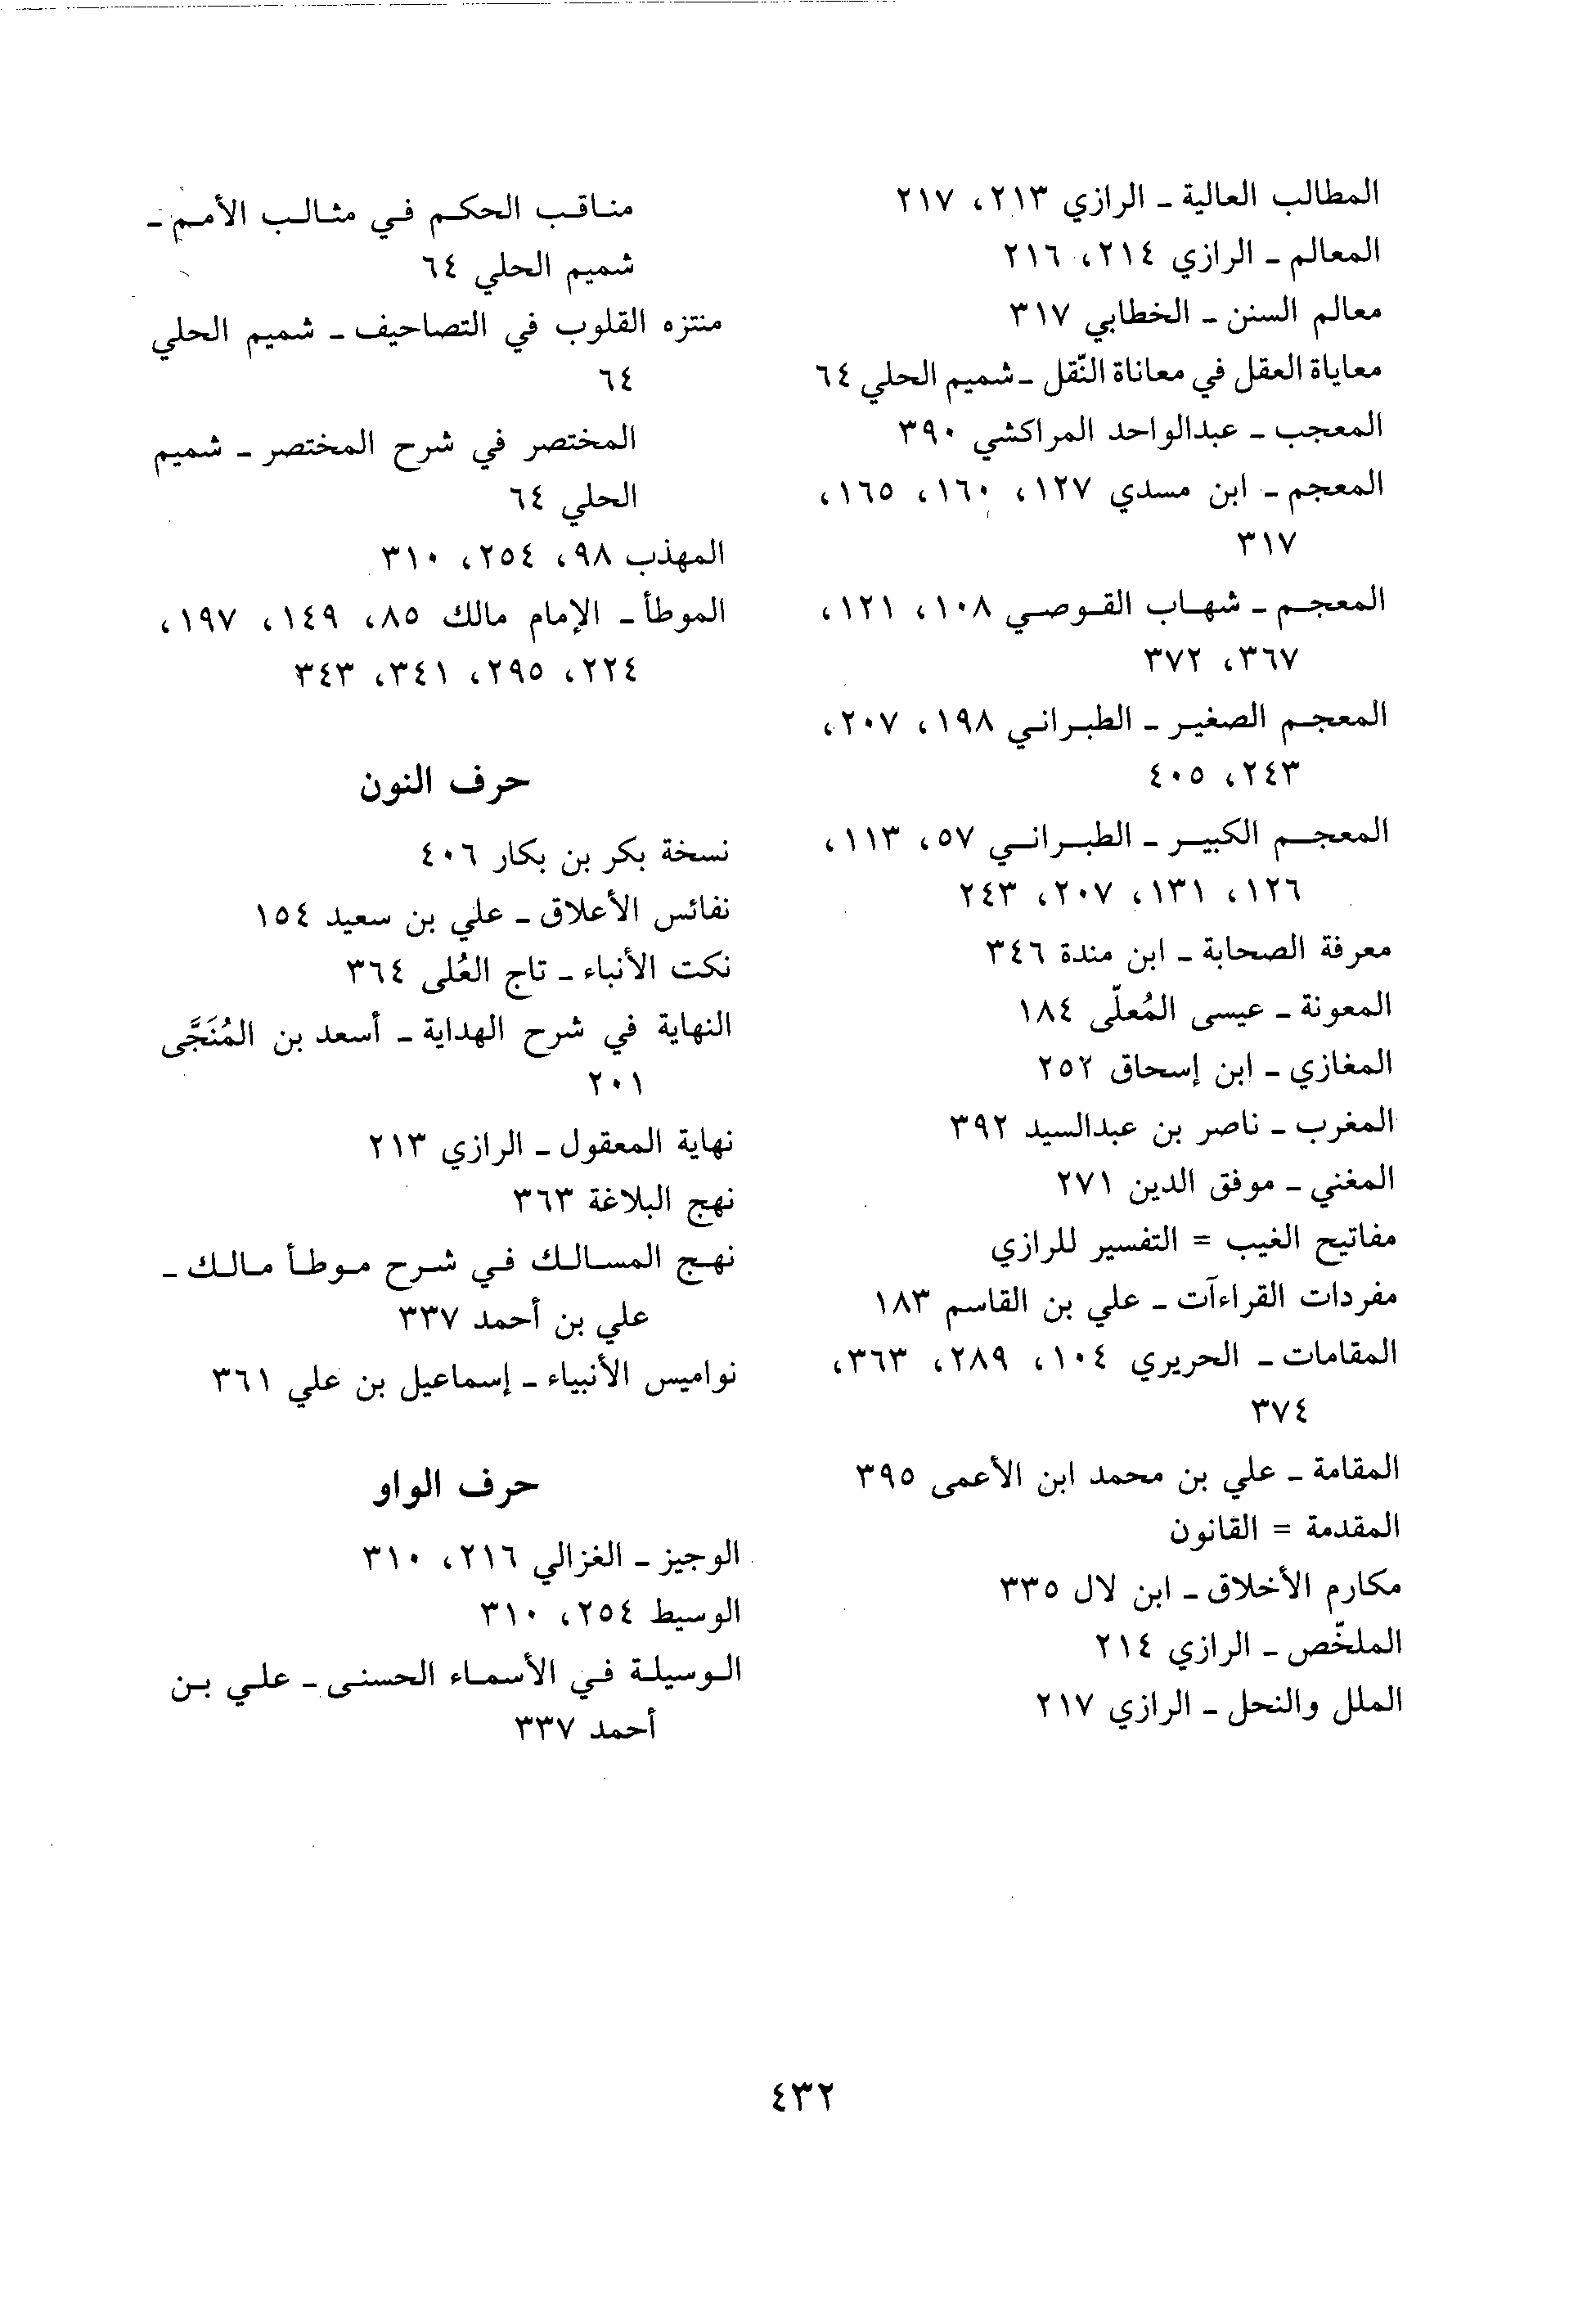 المطالب العالية ـ الرازي ٢١٣، ٢١٧
المعالم ـ الرازي ٢١٤، ٢١٦
معالم السنن ـ الخطابي ٣١٧
معاياة العقل في معاناة النّقل ـ شميم الحلي ٦٤
المعجب ـ عبدالواحد المراكشي ٣٩٠
المعجم ـ ابن مسدي ١٢٧، ١٦٠، ١٦٥،
٣١٧
المعجم ـ شهاب القوصي ١٠٨، ١٢١،
٣٦٧، ٣٧٢
المعجم الصغير ـ الطبراني ١٩٨، ٢٠٧،
٢٤٣، ٤٠٥
المعجم الكبير ـ الطبراني ٥٧، ١١٣،
١٢٦، ١٣١، ٢٠٧، ٢٤٣
معرفة الصحابة ـ ابن مندة ٣٤٦
المعونة ـ عيسى المُعلّى ١٨٤
المغازي ـ ابن إسحاق ٢٥٢
المغرب ـ ناصر بن عبدالسيد ٣٩٢
المغني ـ موفق الدين ٢٧١
مفاتيح الغيب = التفسير للرازي
مفردات القراءآت ـ علي بن القاسم ١٨٣
المقامات ـ الحريري ١٠٤، ٢٨٩، ٣٦٣،
٣٧٤
المقامة ـ علي بن محمد ابن الأعمى ٣٩٥
المقدمة = القانون
مكارم الأخلاق ـ ابن لال ٣٣٥
الملخّص ـ الرازي ٢١٤
الملل والنحل ـ الرازي ٢١٧
مناقب الحكم في مثالب الأمم ـ
شميم الحلي ٦٤
منتزه القلوب في التصاحيف ـ شميم الحلي
٦٤
المختصر في شرح المختصر ـ شميم
الحلي ٦٤
المهذب ٩٨، ٢٥٤، ٣١٠
الموطأ ـ الإمام مالك ٨٥، ١٤٩، ١٩٧،
٢٢٤، ٢٩٥، ٣٤١، ٣٤٣
حرف النون
نسخة بكر بن بكار ٤٠٦
نفائس الأعلاق ـ علي بن سعيد ١٥٤
نكت الأنباء ـ تاج العُلى ٣٦٤
النهاية في شرح الهداية ـ أسعد بن المُنَجَّى
٢٠١
نهاية المعقول ـ الرازي ٢١٣
نهج البلاغة ٣٦٣
نهج المسالك في شرح موطأ مالك ـ
علي بن أحمد ٣٣٧
نواميس الأنبياء ـ إسماعيل بن علي ٣٦١
حرف الواو
الوجيز ـ الغزالي ٢١٦، ٣١٠
الوسيط ٢٥٤، ٣١٠
الوسيلة في الأسماء الحسنى ـ علي بن
أحمد ٣٣٧
٤٣٢